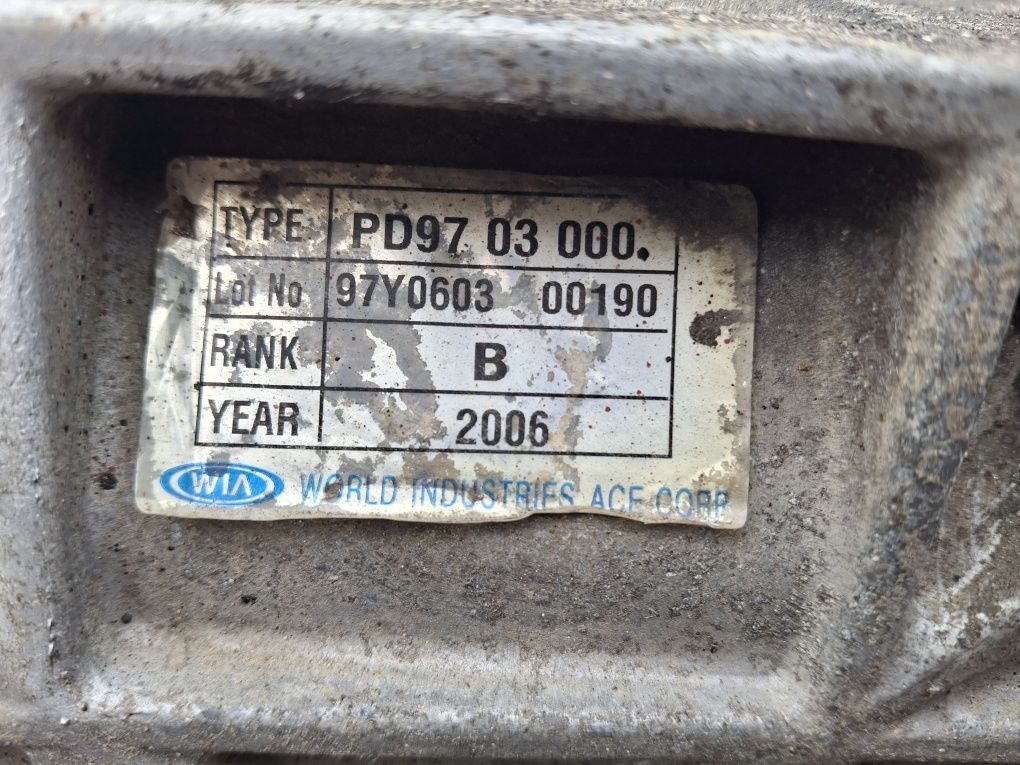 TYPE PD97 03 000.
Lot No 97Y0603 00190
RANK B
YEAR 2006
WIA WORLD INDUSTRIES ACE CORP